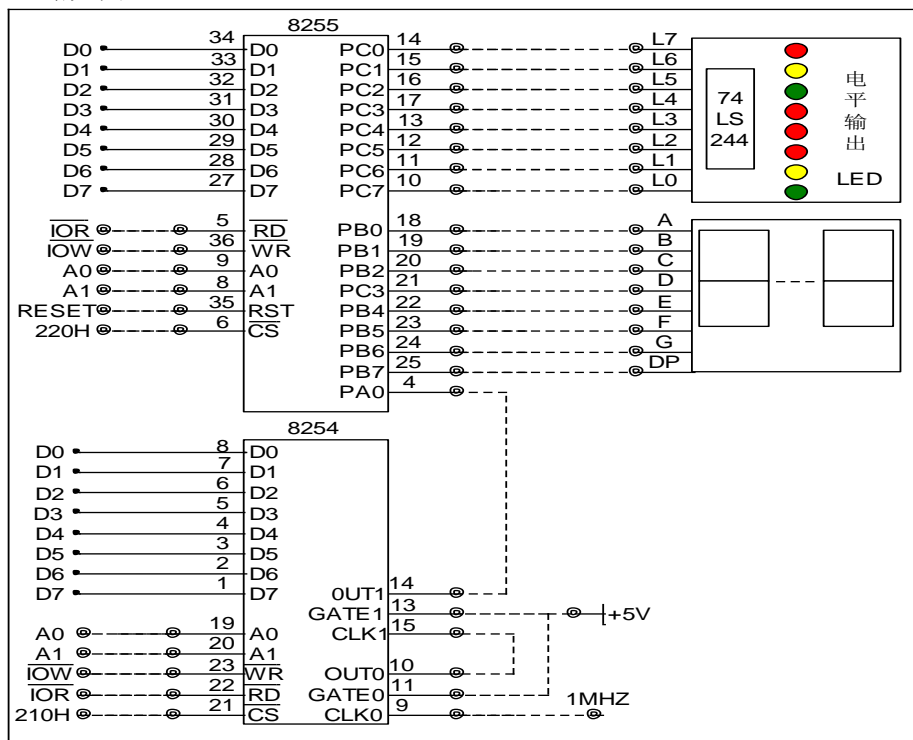 8255
D0 34 D0 PC0 14 L7
D1 33 D1 PC1 15 L6
D2 32 D2 PC2 16 L5
D3 31 D3 PC3 17 L4
D4 30 D4 PC4 13 L3
D5 29 D5 PC5 12 L2
D6 28 D6 PC6 11 L1
D7 27 D7 PC7 10 L0
74
LS
244
电
平
输
出
LED
IOR 5 RD PB0 18 A
IOW 36 WR PB1 19 B
A0 9 A0 PB2 20 C
A1 8 A1 PC3 21 D
RESET 35 RST PB4 22 E
220H 6 CS PB5 23 F
PB6 24 G
PB7 25 DP
PA0 4
8254
D0 8 D0
D1 7 D1
D2 6 D2
D3 5 D3
D4 4 D4
D5 3 D5
D6 2 D6
D7 1 D7 0UT1 14
GATE1 13 +5V
A0 19 A0 CLK1 15
A1 20 A1
IOW 23 WR OUT0 10
IOR 22 RD GATE0 11
210H 21 CS CLK0 9 1MHZ